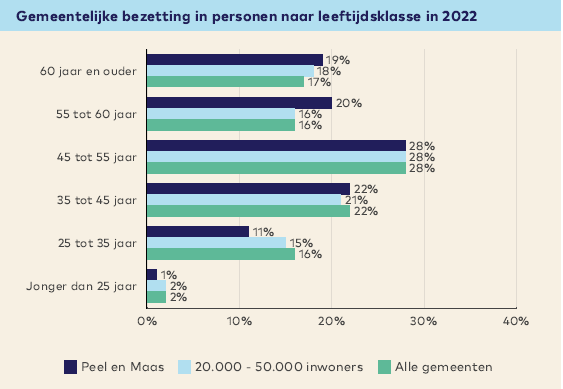 Gemeentelijke bezetting in personen naar leeftijdsklasse in 2022
60 jaar en ouder
19%
18%
17%
55 tot 60 jaar
20%
16%
16%
45 tot 55 jaar
28%
28%
28%
35 tot 45 jaar
22%
21%
22%
25 tot 35 jaar
11%
15%
16%
Jonger dan 25 jaar
1%
2%
2%
0% 10% 20% 30% 40%
Peel en Maas 20.000 - 50.000 inwoners Alle gemeenten